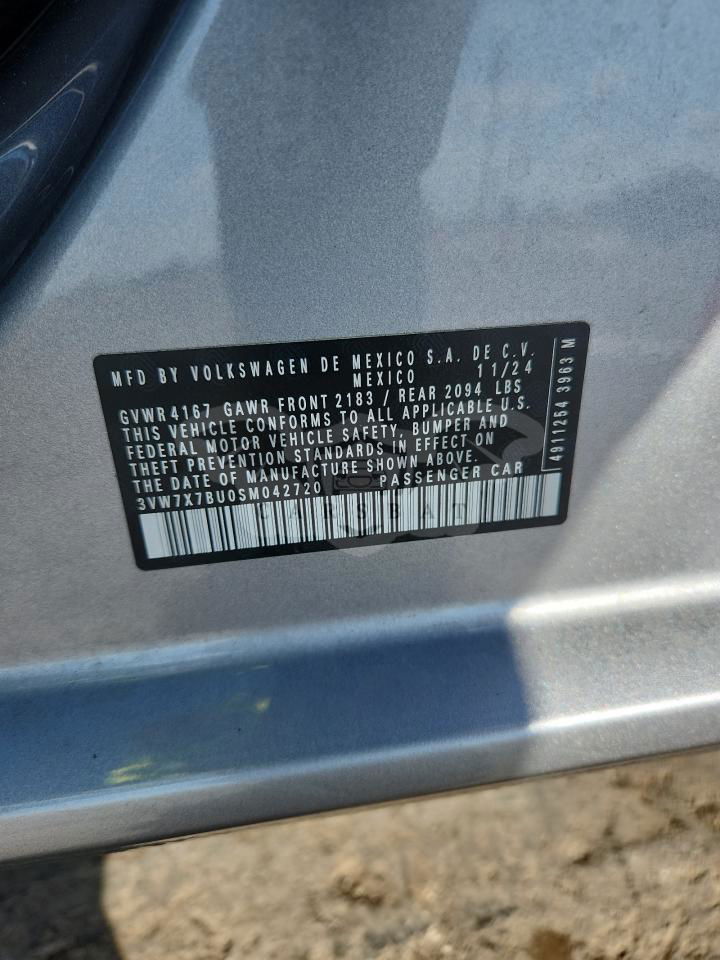 MFD BY VOLKSWAGEN DE MEXICO S.A. DE C.V.
MEXICO 11/24
GVWR 4167 GAWR FRONT 2183 / REAR 2094 LBS
THIS VEHICLE CONFORMS TO ALL APPLICABLE U.S.
FEDERAL MOTOR VEHICLE SAFETY, BUMPER AND
THEFT PREVENTION STANDARDS IN EFFECT ON
THE DATE OF MANUFACTURE SHOWN ABOVE.
3VW7X7BU0SM042720 PASSENGER CAR
4911254 3963 M
CARSBAT